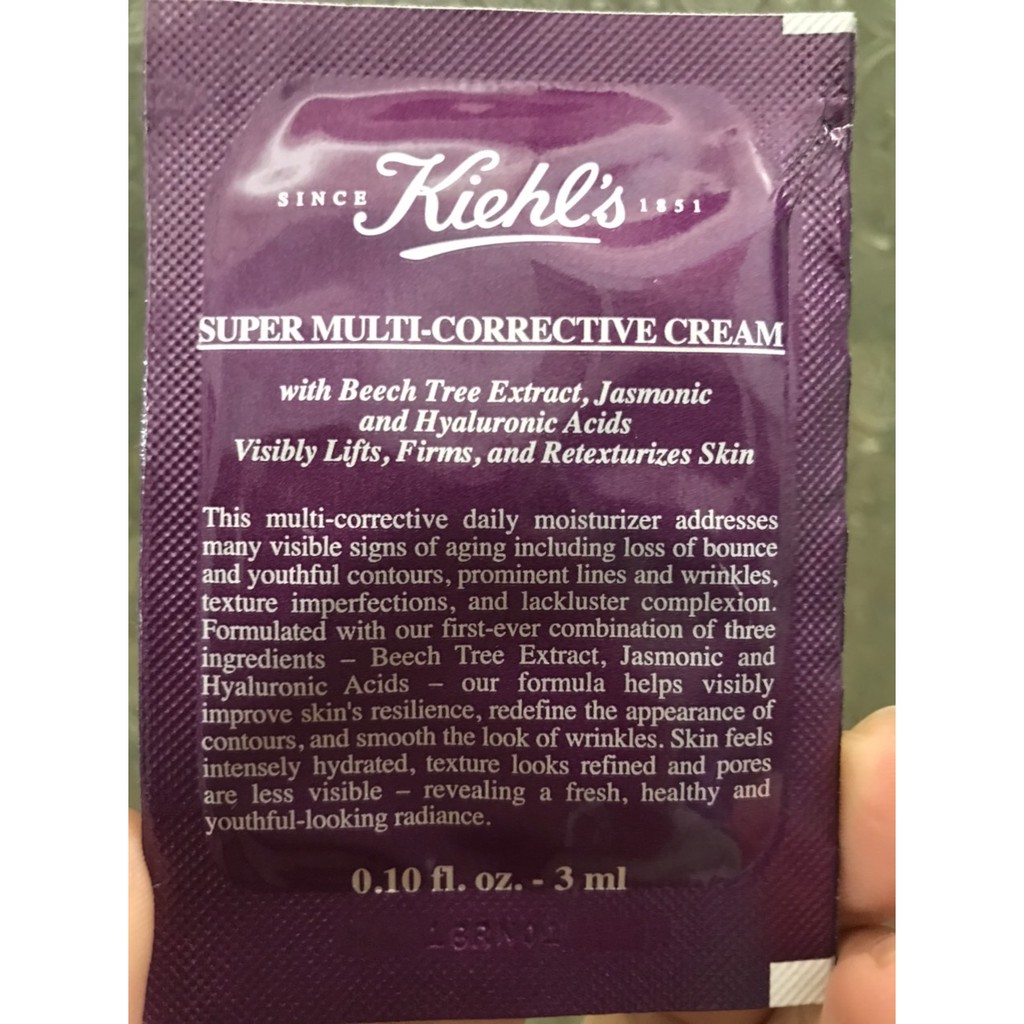 SINCE Kiehl's 1851
SUPER MULTI-CORRECTIVE CREAM
with Beech Tree Extract, Jasmonic
and Hyaluronic Acids
Visibly Lifts, Firms, and Retexturizes Skin
This multi-corrective daily moisturizer addresses
many visible signs of aging including loss of bounce
and youthful contours, prominent lines and wrinkles,
texture imperfections, and lackluster complexion.
Formulated with our first-ever combination of three
ingredients – Beech Tree Extract, Jasmonic and
Hyaluronic Acids – our formula helps visibly
improve skin's resilience, redefine the appearance of
contours, and smooth the look of wrinkles. Skin feels
intensely hydrated, texture looks refined and pores
are less visible – revealing a fresh, healthy and
youthful-looking radiance.
0.10 fl. oz. - 3 ml